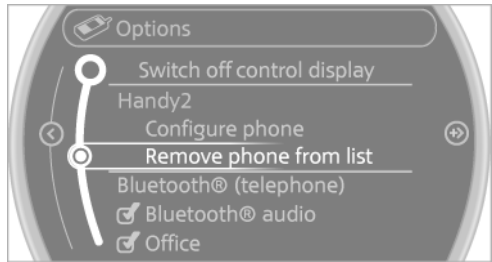 Options
Switch off control display
Handy2
Configure phone
Remove phone from list
Bluetooth® (telephone)
Bluetooth® audio
Office